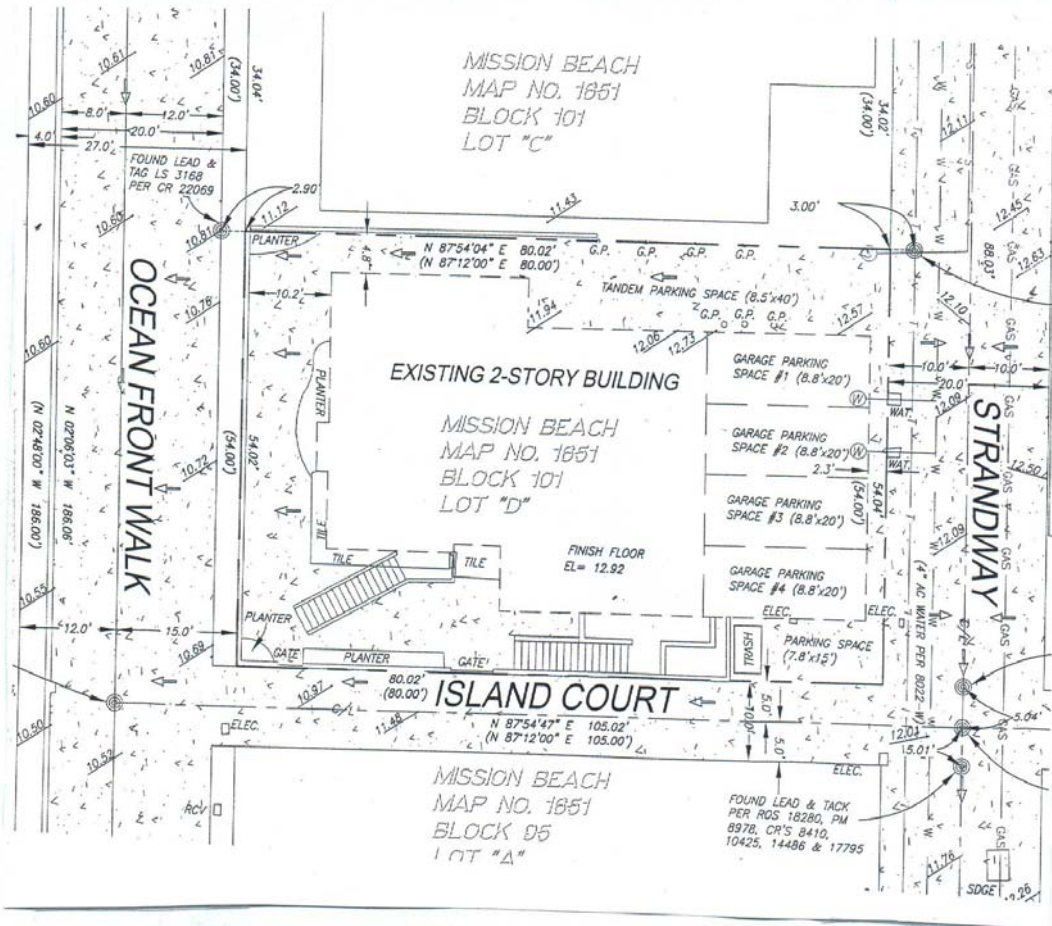 MISSION BEACH
MAP NO. 1651
BLOCK 101
LOT "C"
10.61
10.81
10.60
8.0'
12.0'
20.0'
4.0'
27.0'
34.04'
(34.00')
34.02'
(34.00')
12.11
FOUND LEAD &
TAG LS 3168
PER CR 22069
2.90'
11.12
11.43
3.00'
12.45
10.63
10.81
PLANTER
4.8'
N 87°54'04" E 80.02'
(N 87°12'00" E 80.00')
G.P. G.P. G.P.
88.03'
12.63
TANDEM PARKING SPACE (8.5'x40')
10.2'
10.76
11.94
G.P. G.P. G.P.
12.57
12.10
12.06
12.73
10.60
OCEAN FRONT WALK
EXISTING 2-STORY BUILDING
GARAGE PARKING
SPACE #1 (8.8'x20')
10.0'
10.0'
20.0'
W
WAT.
12.09
PLANTER
MISSION BEACH
MAP NO. 1651
BLOCK 101
LOT "D"
GARAGE PARKING
SPACE #2 (8.8'x20')
W
WAT.
2.3'
STRANDWAY
GAS
12.50
N 02°06'03" W 186.06'
(N 02°48'00" W 186.00')
10.72
54.02'
(54.00')
GARAGE PARKING
SPACE #3 (8.8'x20')
54.04'
(54.00')
TILE
TILE
TILE
FINISH FLOOR
EL= 12.92
GARAGE PARKING
SPACE #4 (8.8'x20')
12.09
(4" AC WATER PER 8022-W)
10.55
ELEC.
ELEC.
PLANTER
12.0'
15.0'
10.69
GATE
PLANTER
GATE
TRASH
PARKING SPACE
(7.8'x15')
80.02'
(80.00')
ISLAND COURT
10.97
C/L
11.48
N 87°54'47" E 105.02'
(N 87°12'00" E 105.00')
5.0'
10.0'
5.0'
12.01
5.04'
5.01'
ELEC.
ELEC.
10.50
10.52
MISSION BEACH
MAP NO. 1651
BLOCK 95
LOT "A"
FOUND LEAD & TACK
PER ROS 18280, PM
8978, CR'S 8410,
10425, 14486 & 17795
11.76
SDGE